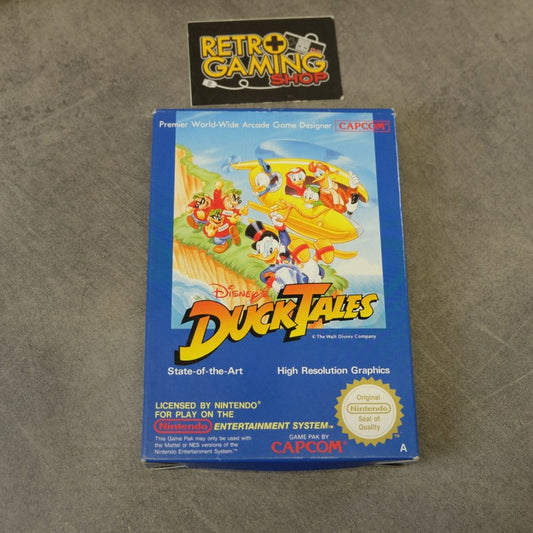 RETRO
GAMING
SHOP
Premier World-Wide Arcade Game Designer CAPCOM
Disney's
DUCKTALES
© The Walt Disney Company
State-of-the-Art High Resolution Graphics
LICENSED BY NINTENDO®
FOR PLAY ON THE
Nintendo ENTERTAINMENT SYSTEM™
This Game Pak may only be used with
the Mattel or NES versions of the
Nintendo Entertainment System™
GAME PAK BY
CAPCOM
Original
Nintendo
Seal of
Quality
TM
A